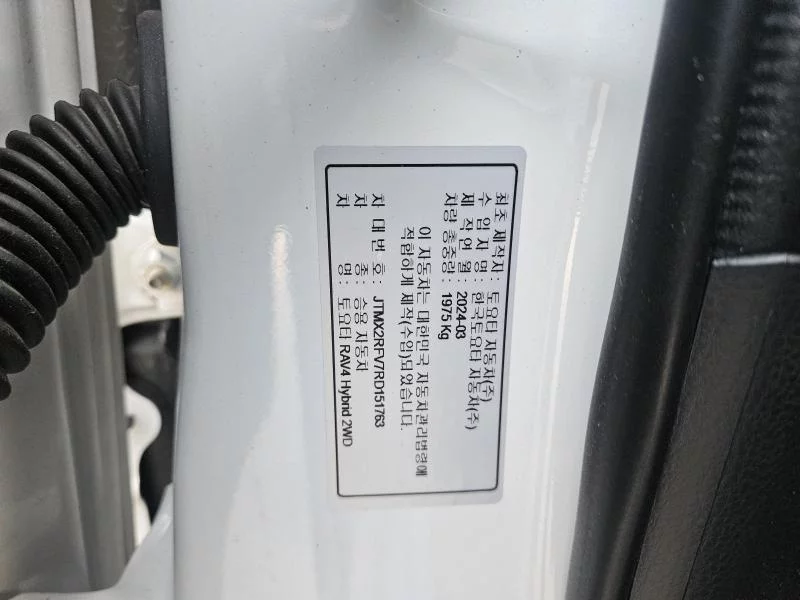 최초 제작자 : 토요타 자동차(주)
수 입 자 명 : 한국토요타 자동차(주)
제 작 연 월 : 2024-03
차량 총중량 : 1975 Kg
이 자동차는 대한민국 자동차관리법령에
적합하게 제작(수입)되었습니다.
차 대 번 호 : JTMX2RFV7RD151763
차 종 : 승용 자동차
차 명 : 토요타 RAV4 Hybrid 2WD